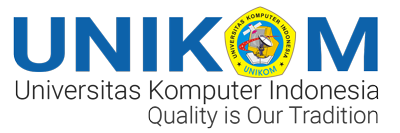 UNIKOM
UNIVERSITAS KOMPUTER INDONESIA
UNIKOM
Universitas Komputer Indonesia
Quality is Our Tradition